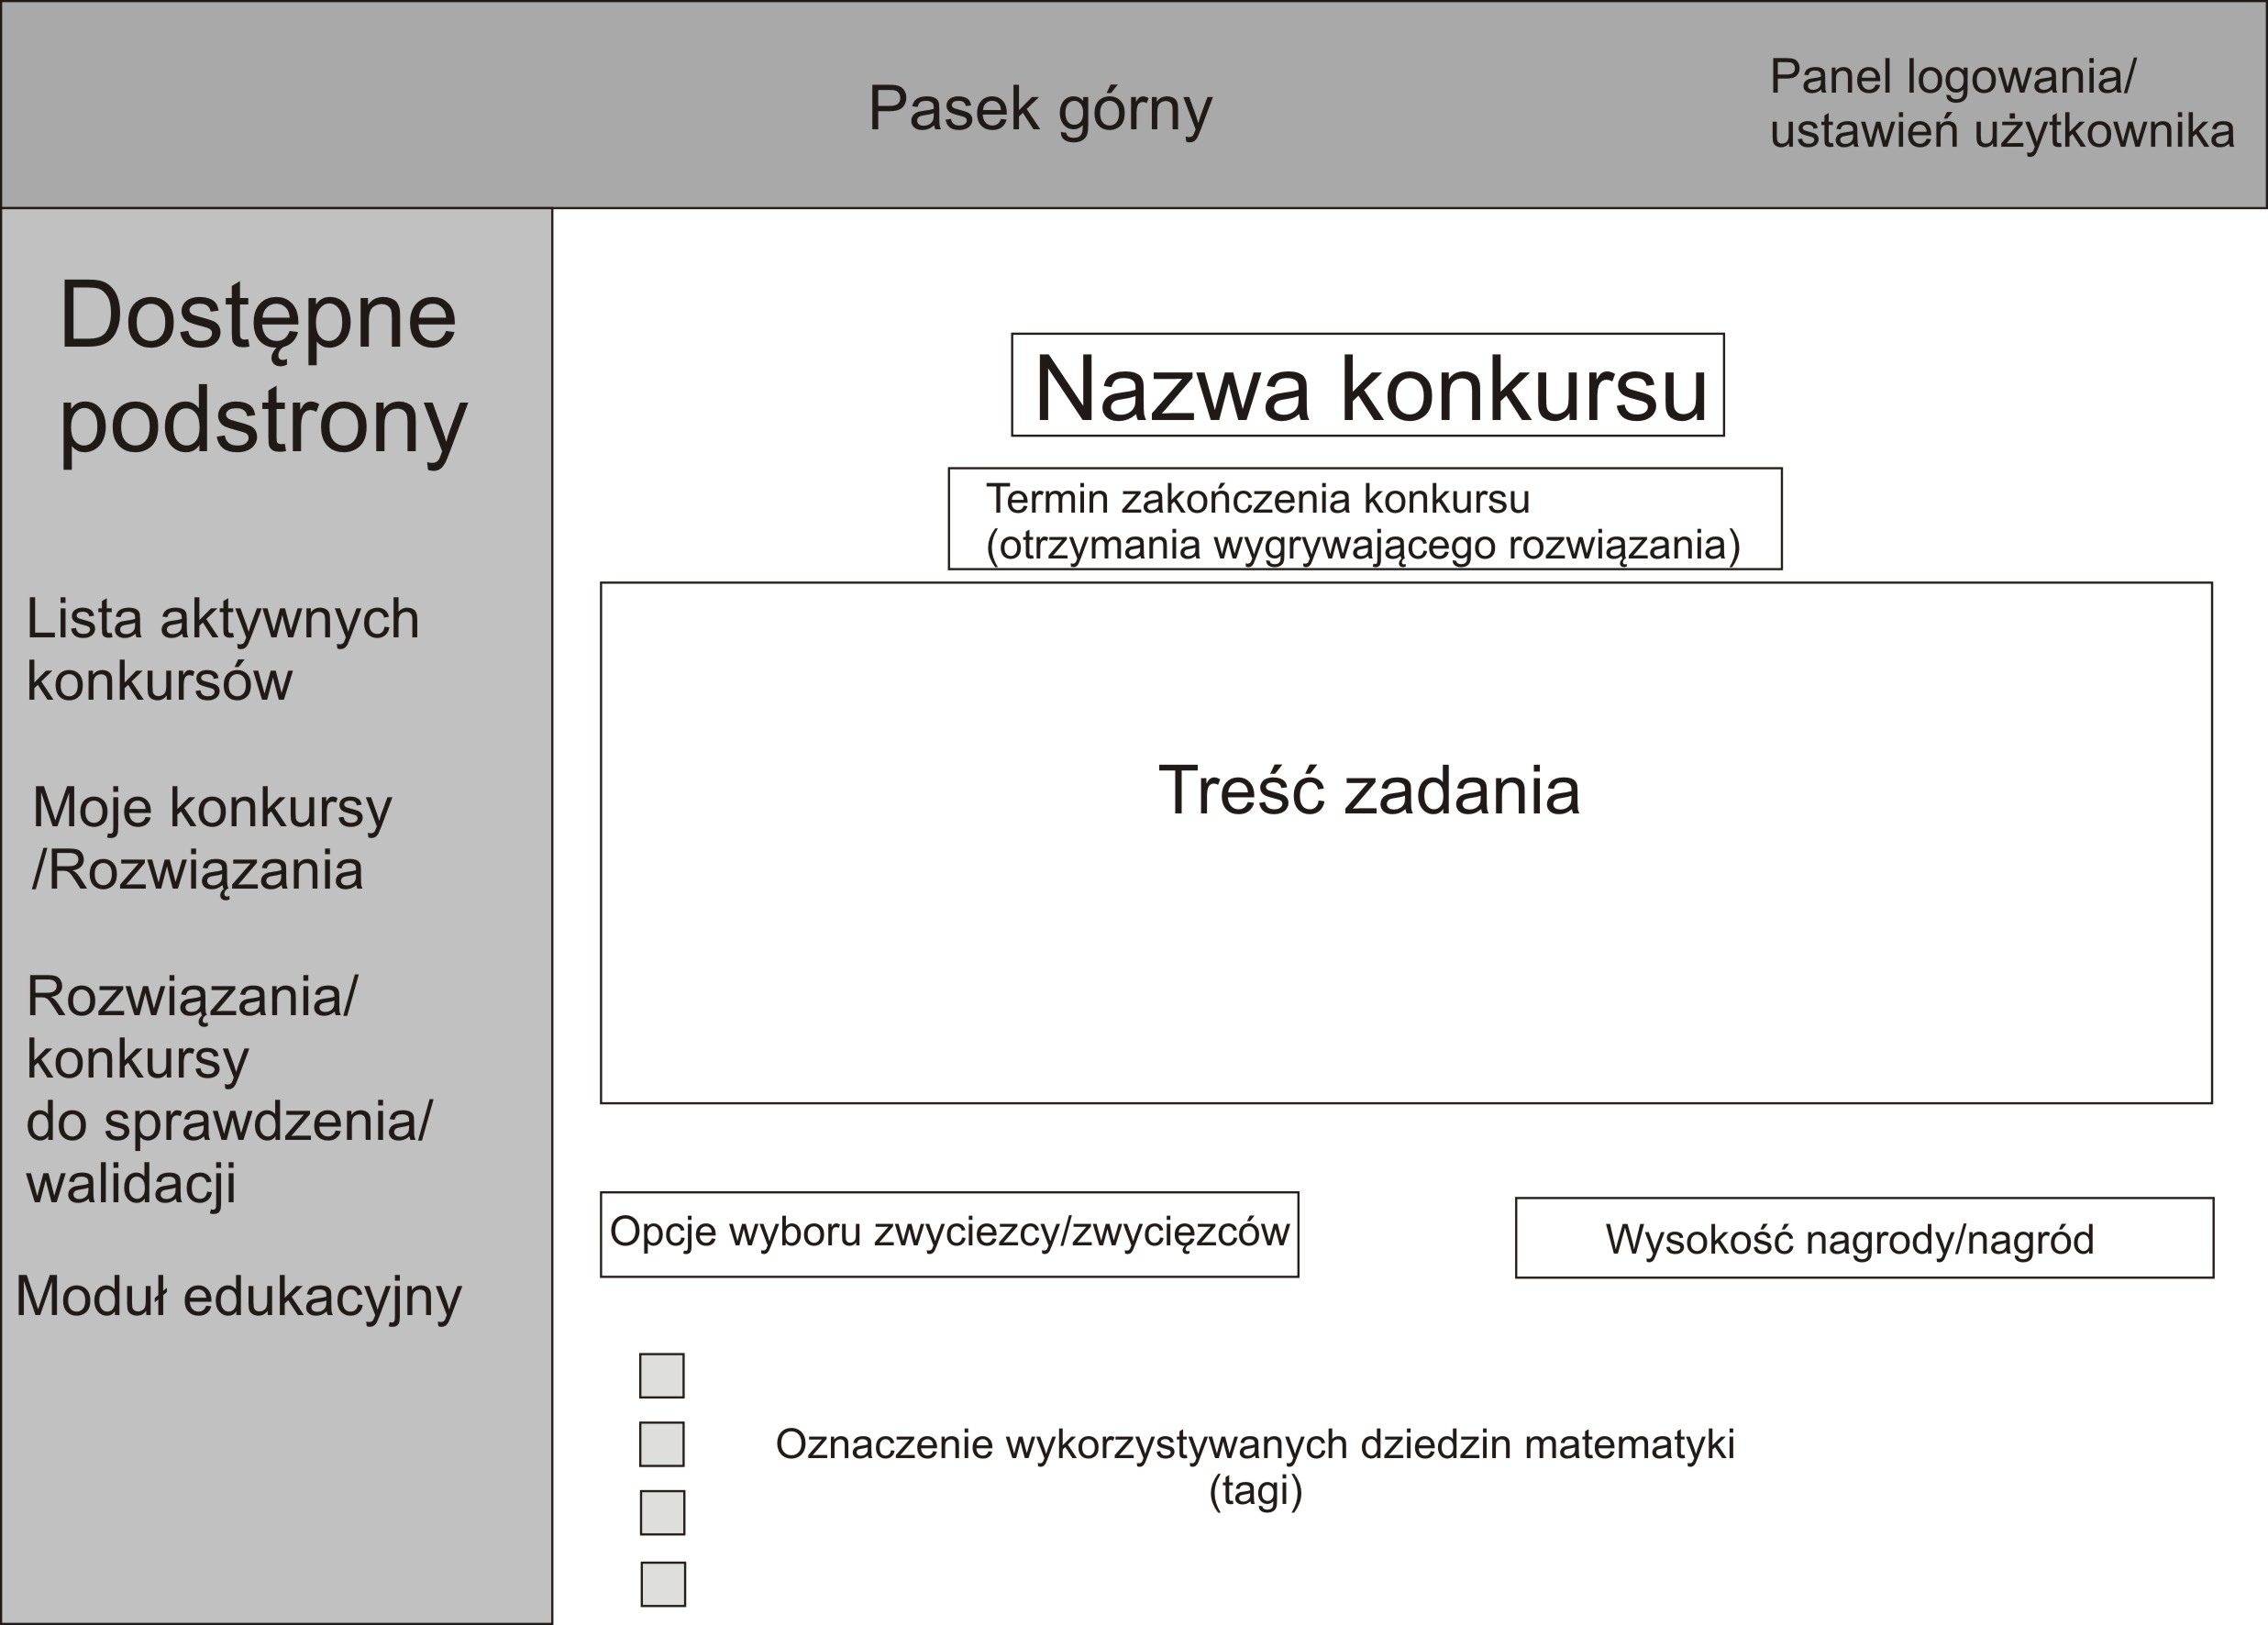 Pasek górny
Panel logowania/
ustawień użytkownika
Dostępne
podstrony
Lista aktywnych
konkursów
Moje konkursy
/Rozwiązania
Rozwiązania/
konkursy
do sprawdzenia/
walidacji
Moduł edukacyjny
Nazwa konkursu
Termin zakończenia konkursu
(otrzymania wygrywającego rozwiązania)
Treść zadania
Opcje wyboru zwyciezcy/zwycięzców
Wysokość nagrody/nagród
Oznaczenie wykorzystywanych dziedzin matematyki
(tagi)